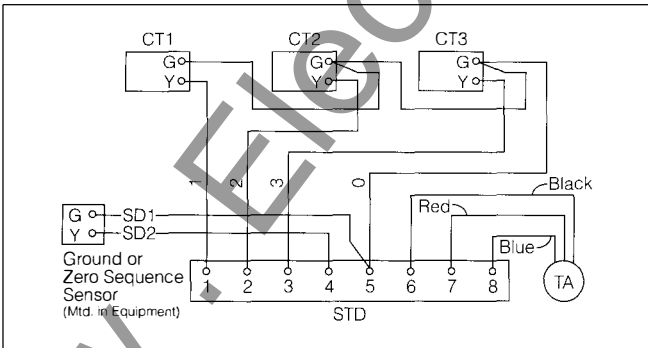 CT1 CT2 CT3
G G G
Y Y Y
1 2 3 0
Black
Red
G SD1
Y SD2
Blue
Ground or
Zero Sequence
Sensor
(Mtd. in Equipment)
1 2 3 4 5 6 7 8
TA
STD